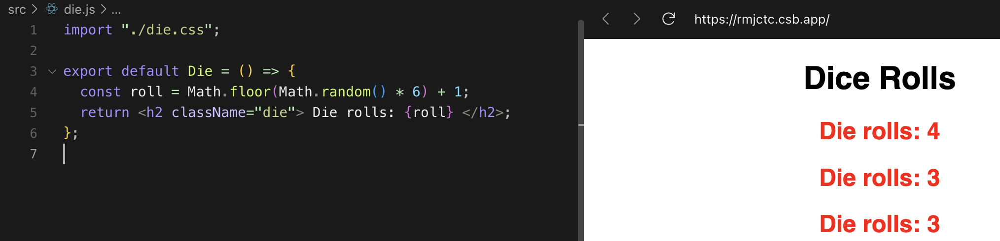 src > die.js > ...
1 import "./die.css";
2
3 export default Die = () => {
4 const roll = Math.floor(Math.random() * 6) + 1;
5 return <h2 className="die"> Die rolls: {roll} </h2>;
6 };
7
https://rmjctc.csb.app/
Dice Rolls
Die rolls: 4
Die rolls: 3
Die rolls: 3